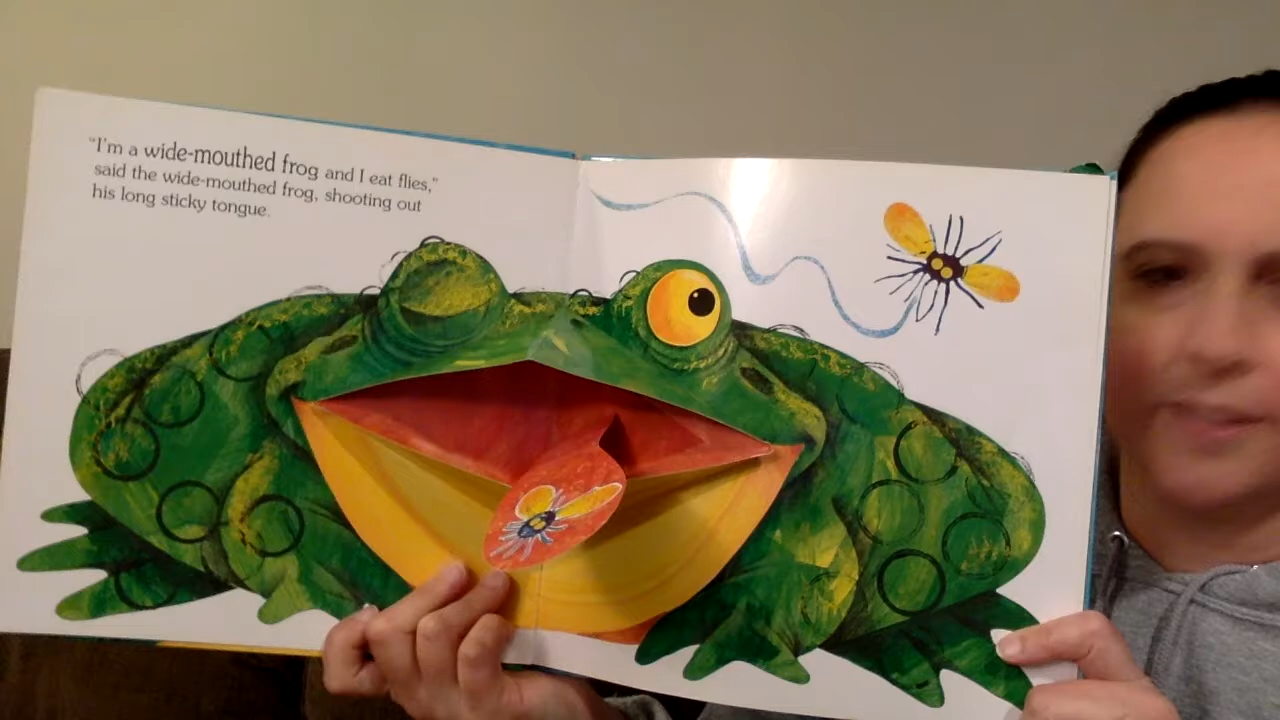 "I'm a wide-mouthed frog and I eat flies,"
said the wide-mouthed frog, shooting out
his long sticky tongue.